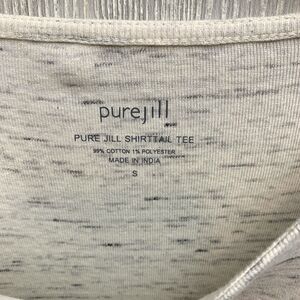 purejill
PURE JILL SHIRTTAIL TEE
99% COTTON 1% POLYESTER
MADE IN INDIA
S